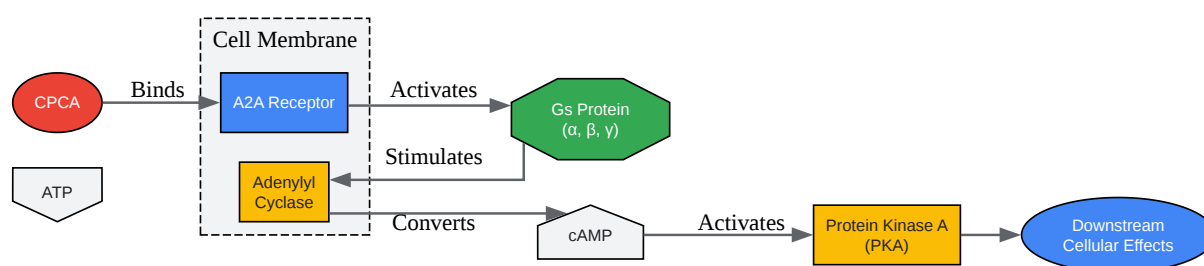 Cell Membrane
CPCA
Binds
A2A Receptor
Activates
Gs Protein
(α, β, γ)
Stimulates
ATP
Adenylyl
Cyclase
Converts
cAMP
Activates
Protein Kinase A
(PKA)
Downstream
Cellular Effects